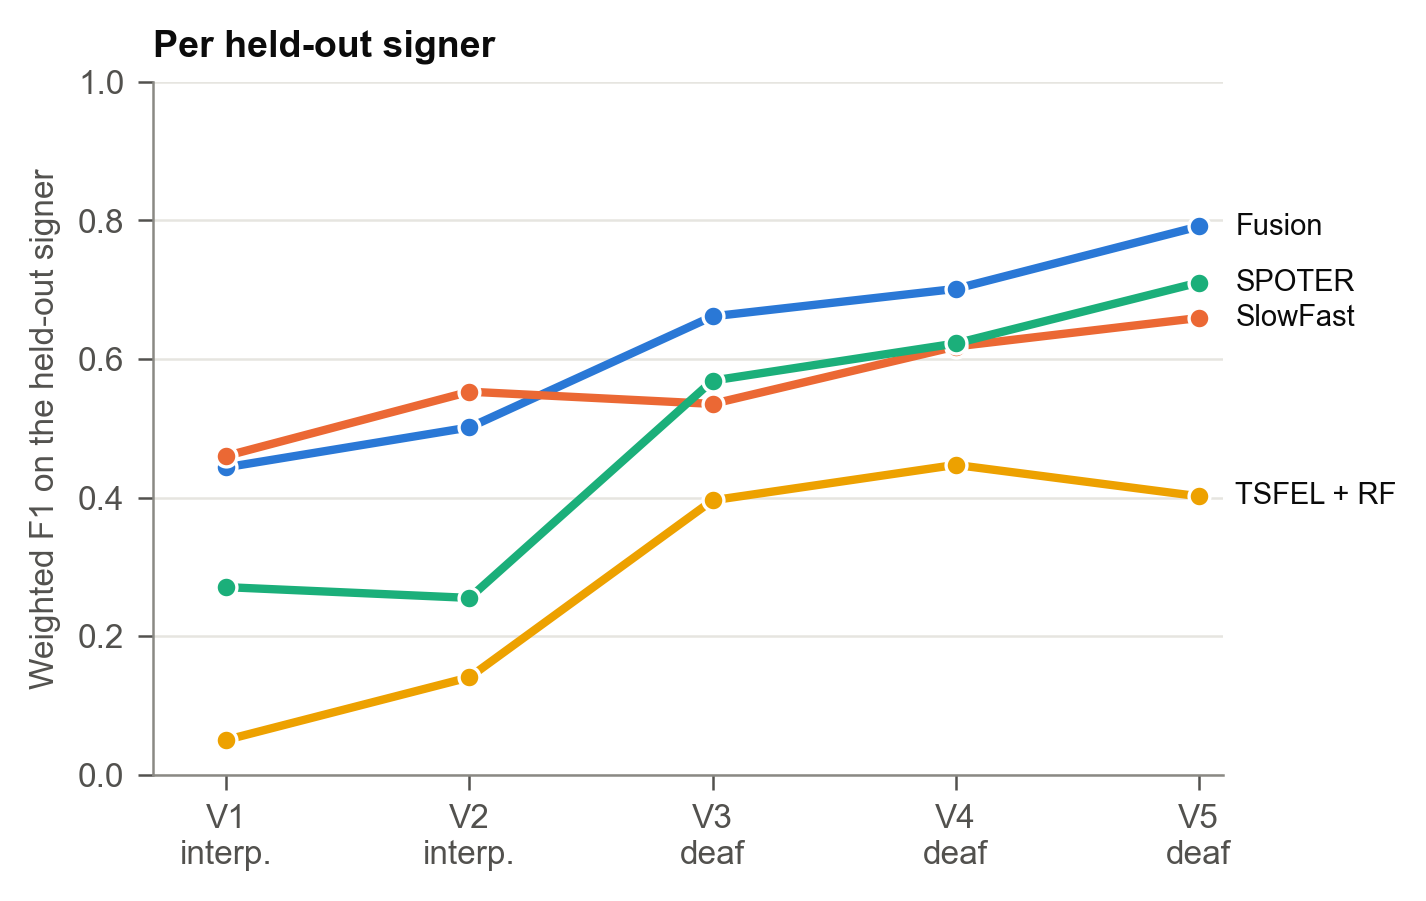 Per held-out signer
Weighted F1 on the held-out signer
1.0
0.8
0.6
0.4
0.2
0.0
V1
interp.
V2
interp.
V3
deaf
V4
deaf
V5
deaf
Fusion
SPOTER
SlowFast
TSFEL + RF